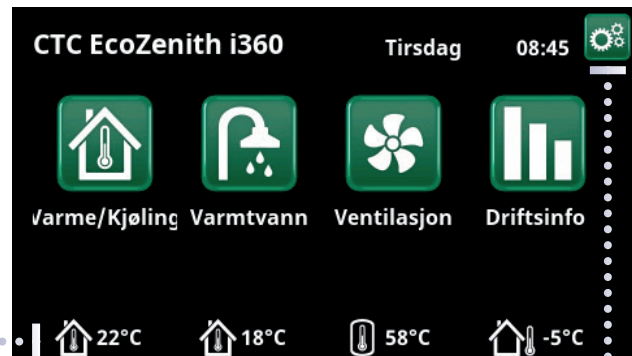 CTC EcoZenith i360 Tirsdag 08:45
Varme/Kjøling Varmtvann Ventilasjon Driftsinfo
22°C 18°C 58°C -5°C